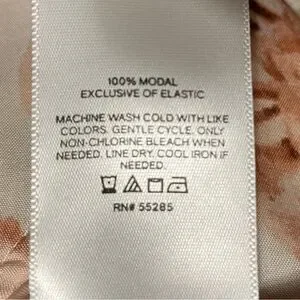 100% MODAL
EXCLUSIVE OF ELASTIC
MACHINE WASH COLD WITH LIKE
COLORS. GENTLE CYCLE. ONLY
NON-CHLORINE BLEACH WHEN
NEEDED. LINE DRY. COOL IRON IF
NEEDED.
RN# 55285